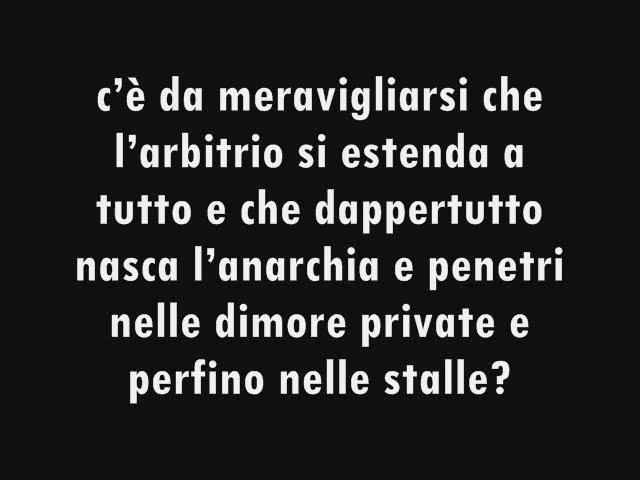 c’è da meravigliarsi che
l’arbitrio si estenda a
tutto e che dappertutto
nasca l’anarchia e penetri
nelle dimore private e
perfino nelle stalle?